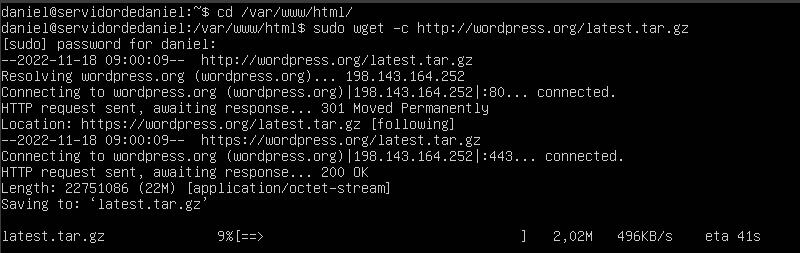 daniel@servidordedaniel:~$ cd /var/www/html/
daniel@servidordedaniel:/var/www/html$ sudo wget -c http://wordpress.org/latest.tar.gz
[sudo] password for daniel:
--2022-11-18 09:00:09--  http://wordpress.org/latest.tar.gz
Resolving wordpress.org (wordpress.org)... 198.143.164.252
Connecting to wordpress.org (wordpress.org)|198.143.164.252|:80... connected.
HTTP request sent, awaiting response... 301 Moved Permanently
Location: https://wordpress.org/latest.tar.gz [following]
--2022-11-18 09:00:09--  https://wordpress.org/latest.tar.gz
Connecting to wordpress.org (wordpress.org)|198.143.164.252|:443... connected.
HTTP request sent, awaiting response... 200 OK
Length: 22751086 (22M) [application/octet-stream]
Saving to: ‘latest.tar.gz’
latest.tar.gz              9%[==>                                ]   2,02M   496KB/s    eta 41s